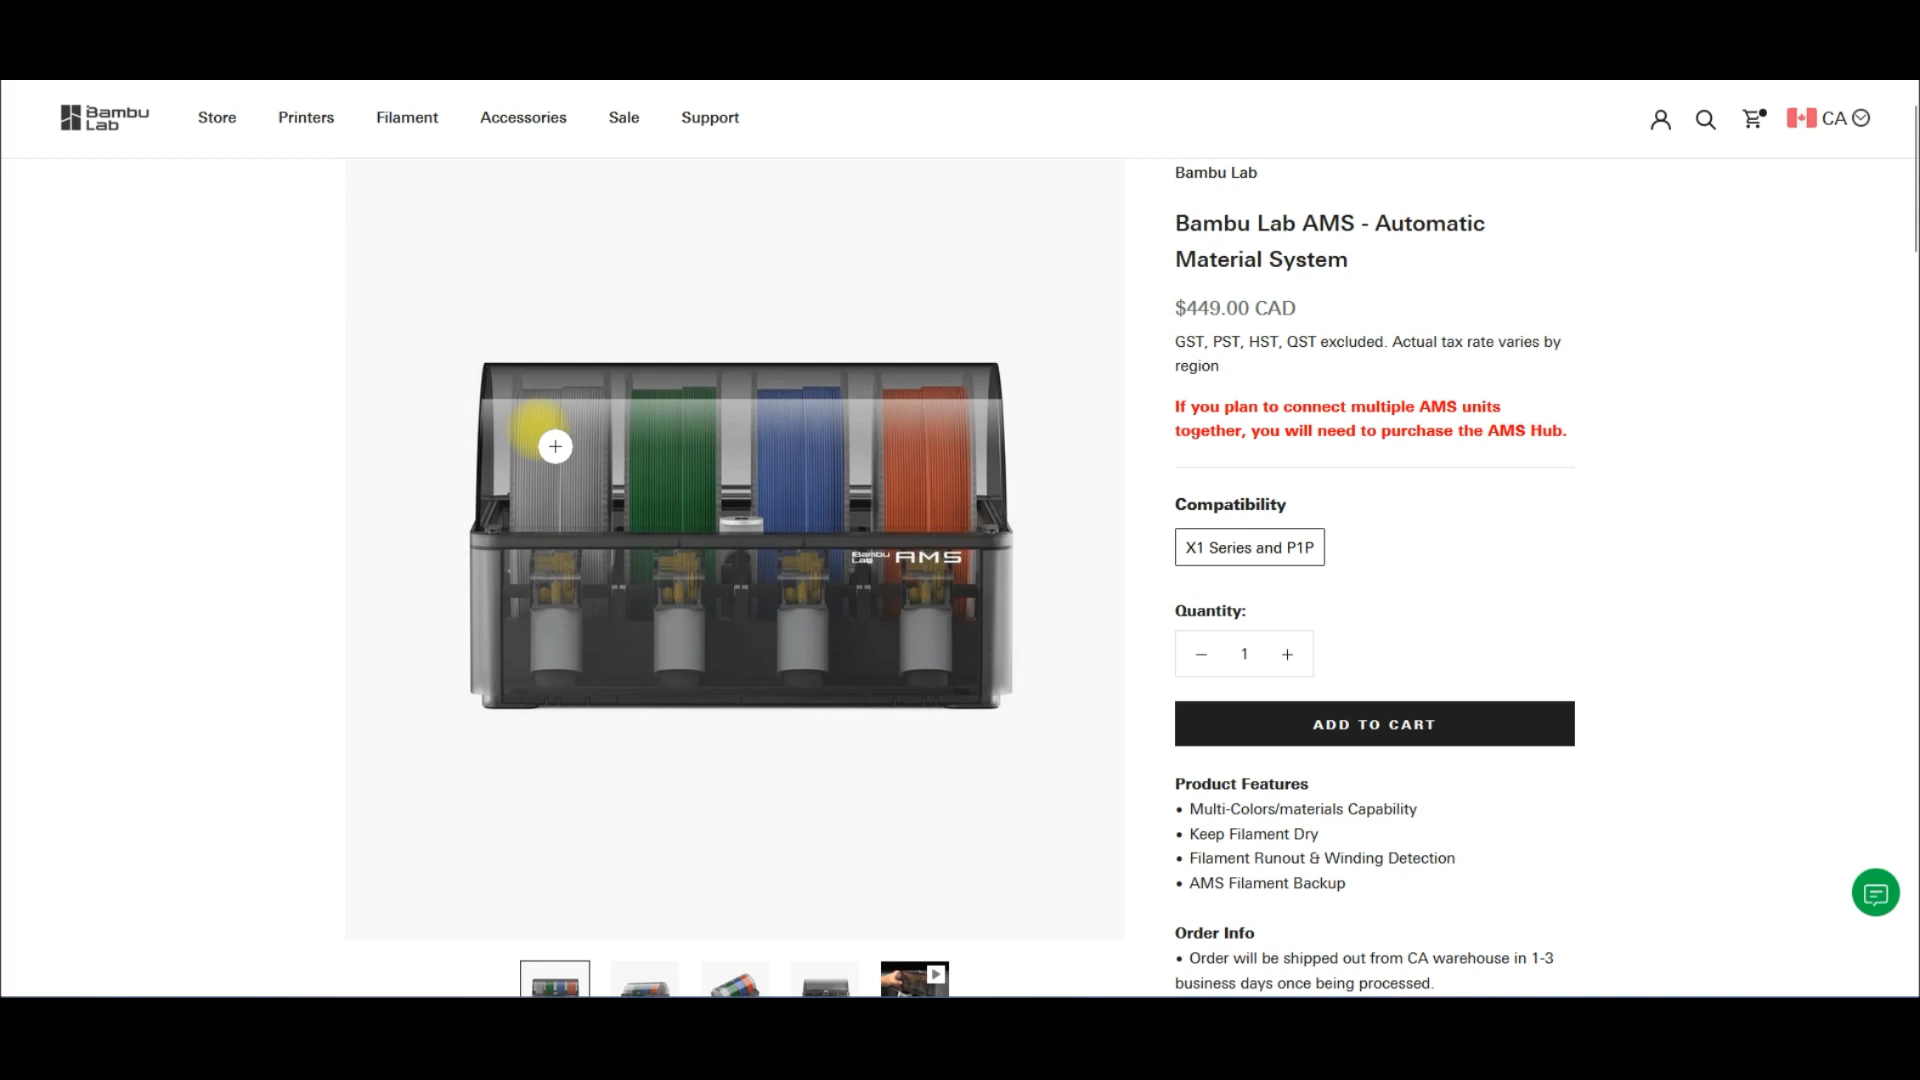 Bambu Lab
Store
Printers
Filament
Accessories
Sale
Support
CA
Bambu Lab
Bambu Lab AMS - Automatic
Material System
$449.00 CAD
GST, PST, HST, QST excluded. Actual tax rate varies by
region
If you plan to connect multiple AMS units
together, you will need to purchase the AMS Hub.
Compatibility
X1 Series and P1P
Quantity:
− 1 +
ADD TO CART
Bambu Lab AMS
Product Features
• Multi-Colors/materials Capability
• Keep Filament Dry
• Filament Runout & Winding Detection
• AMS Filament Backup
Order Info
• Order will be shipped out from CA warehouse in 1-3
business days once being processed.